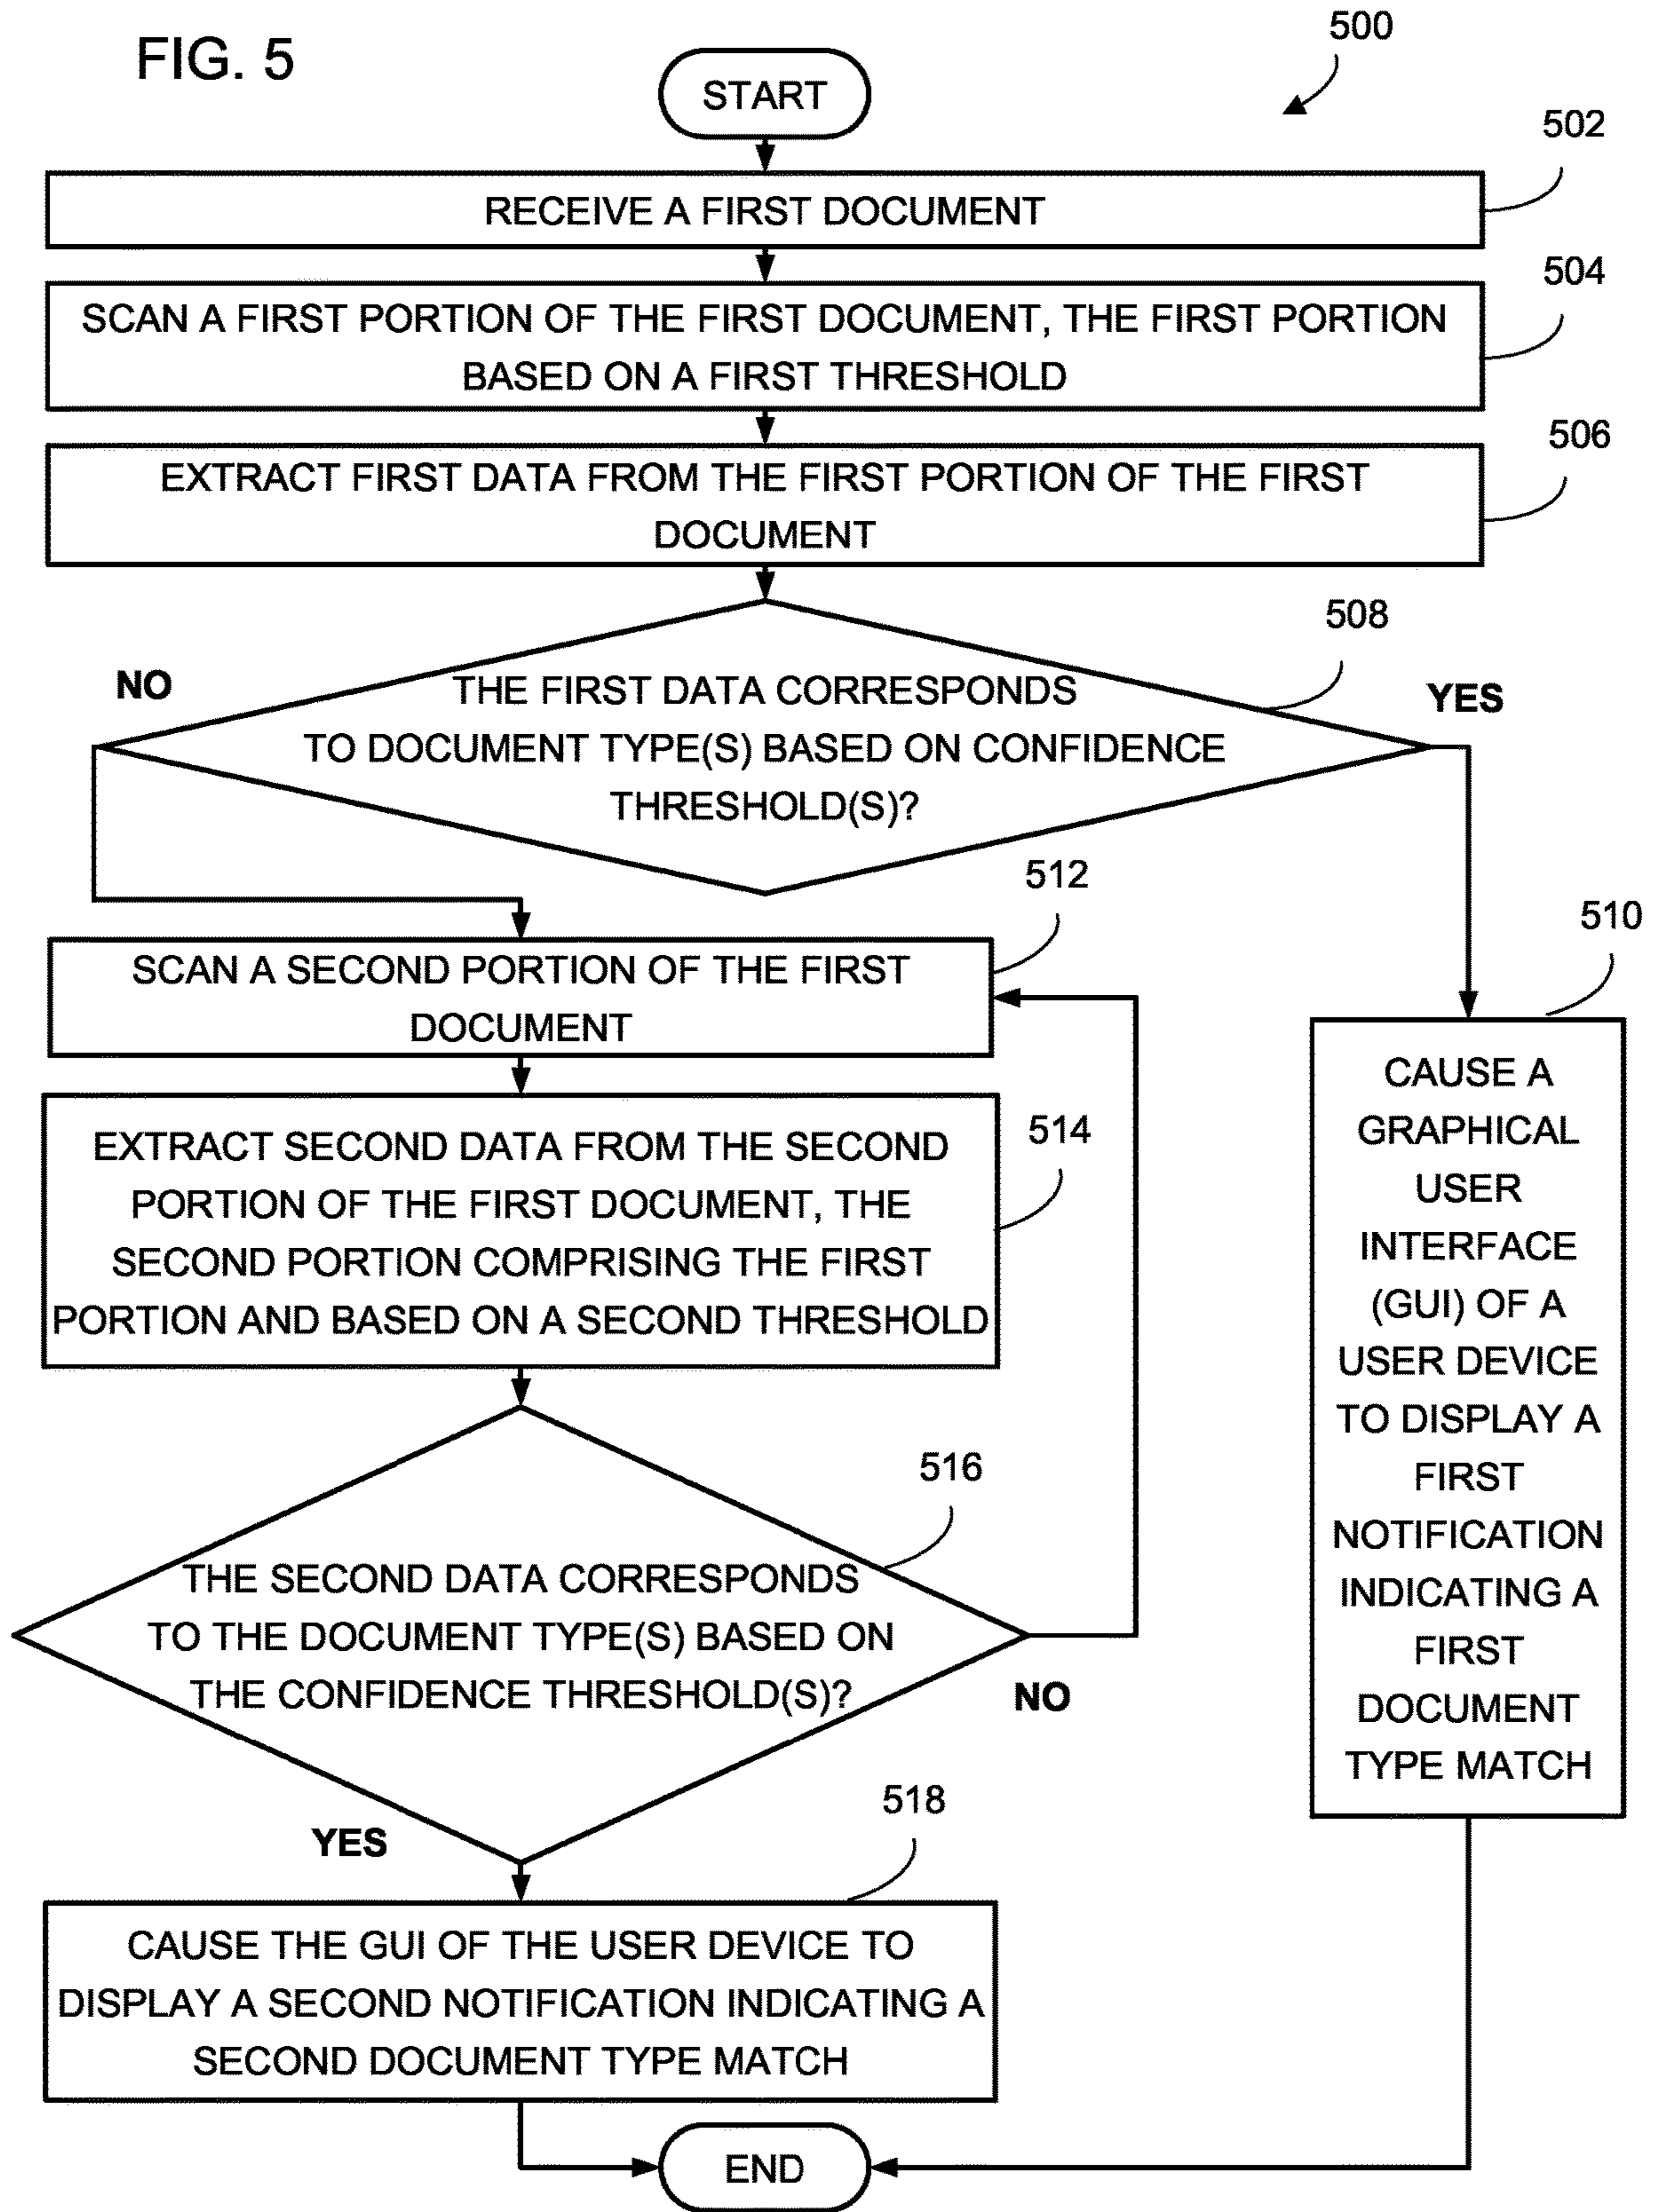 FIG. 5
500
START
502
RECEIVE A FIRST DOCUMENT
504
SCAN A FIRST PORTION OF THE FIRST DOCUMENT, THE FIRST PORTION
BASED ON A FIRST THRESHOLD
506
EXTRACT FIRST DATA FROM THE FIRST PORTION OF THE FIRST
DOCUMENT
508
NO
YES
THE FIRST DATA CORRESPONDS
TO DOCUMENT TYPE(S) BASED ON CONFIDENCE
THRESHOLD(S)?
512
SCAN A SECOND PORTION OF THE FIRST
DOCUMENT
510
CAUSE A
GRAPHICAL
USER
INTERFACE
(GUI) OF A
USER DEVICE
TO DISPLAY A
FIRST
NOTIFICATION
INDICATING A
FIRST
DOCUMENT
TYPE MATCH
514
EXTRACT SECOND DATA FROM THE SECOND
PORTION OF THE FIRST DOCUMENT, THE
SECOND PORTION COMPRISING THE FIRST
PORTION AND BASED ON A SECOND THRESHOLD
516
THE SECOND DATA CORRESPONDS
TO THE DOCUMENT TYPE(S) BASED ON
THE CONFIDENCE THRESHOLD(S)?
NO
YES
518
CAUSE THE GUI OF THE USER DEVICE TO
DISPLAY A SECOND NOTIFICATION INDICATING A
SECOND DOCUMENT TYPE MATCH
END